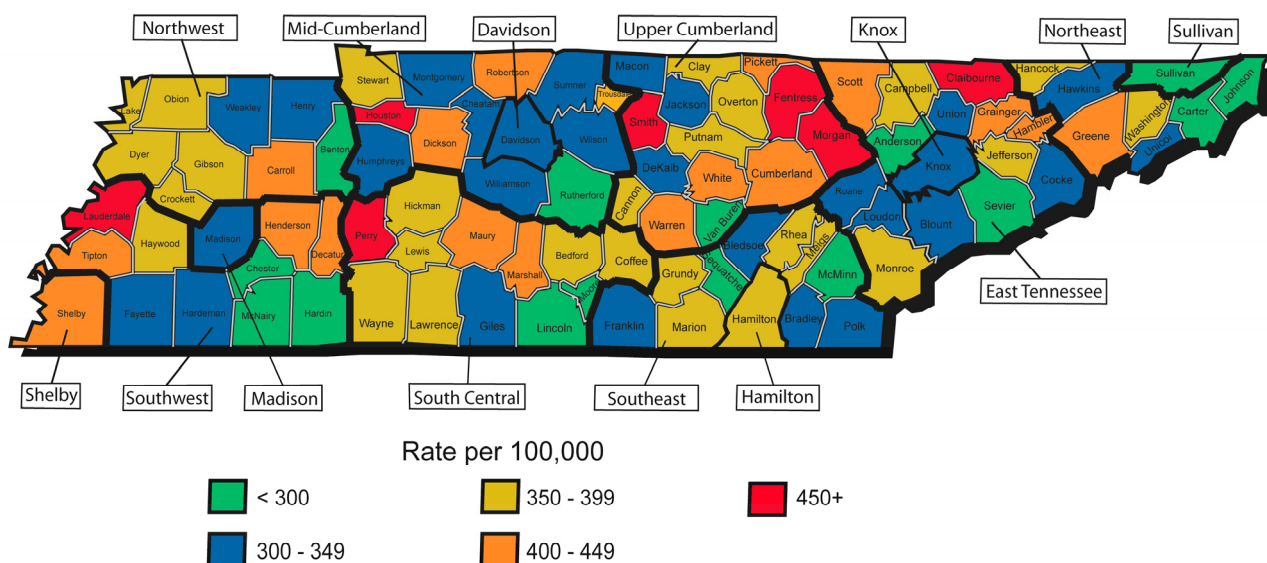 Northwest
Mid-Cumberland
Davidson
Upper Cumberland
Knox
Northeast
Sullivan
Lake
Obion
Weakley
Henry
Stewart
Montgomery
Robertson
Sumner
Macon
Clay
Pickett
Scott
Campbell
Claiborne
Hancock
Hawkins
Sullivan
Johnson
Carter
Houston
Cheatam
Trousdale
Smith
Jackson
Overton
Fentress
Morgan
Union
Grainger
Hambler
Greene
Washington
Unicoi
Dyer
Gibson
Carroll
Benton
Humphreys
Dickson
Davidson
Wilson
Putnam
Anderson
Knox
Jefferson
Cocke
Crockett
Williamson
Rutherford
Cannon
DeKalb
White
Cumberland
Roane
Loudon
Blount
Sevier
Lauderdale
Haywood
Madison
Henderson
Decatur
Perry
Hickman
Lewis
Maury
Marshall
Bedford
Coffee
Warren
Van Buren
Bledsoe
Rhea
Meigs
McMinn
Monroe
Tipton
Chester
Moore
Grundy
Sequatche
Shelby
Fayette
Hardeman
McNairy
Hardin
Wayne
Lawrence
Giles
Lincoln
Franklin
Marion
Hamilton
Bradley
Polk
East Tennessee
Shelby
Southwest
Madison
South Central
Southeast
Hamilton
Rate per 100,000
< 300
350 - 399
450+
300 - 349
400 - 449